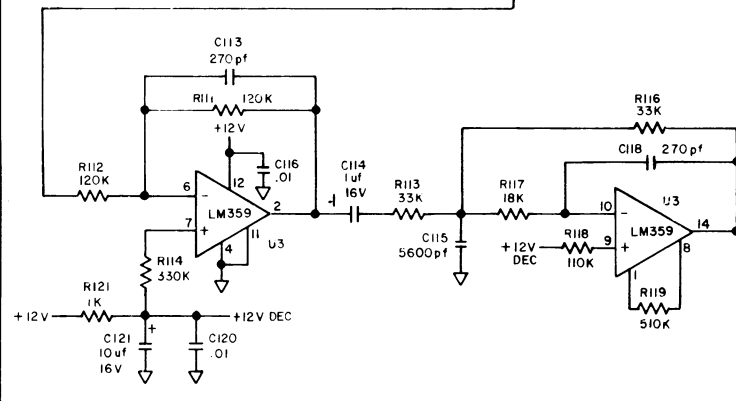 C113
270pf
R111 120K
+12V
R112
120K
C116
.01
12
6
-
LM359
2
7
+
4
11
U3
C114
1uf
16V
R113
33K
R114
330K
R121
1K
+12V
+12V DEC
+
C121
10uf
16V
C120
.01
C115
5600pf
R116
33K
C118 270pf
R117
18K
U3
10
-
LM359
14
+12V
DEC
R118
110K
9
+
8
1
R119
510K